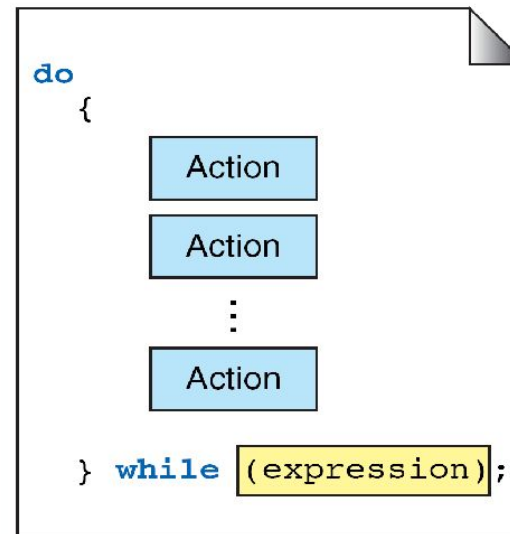 do
{
Action
Action
⋮
Action
} while (expression);